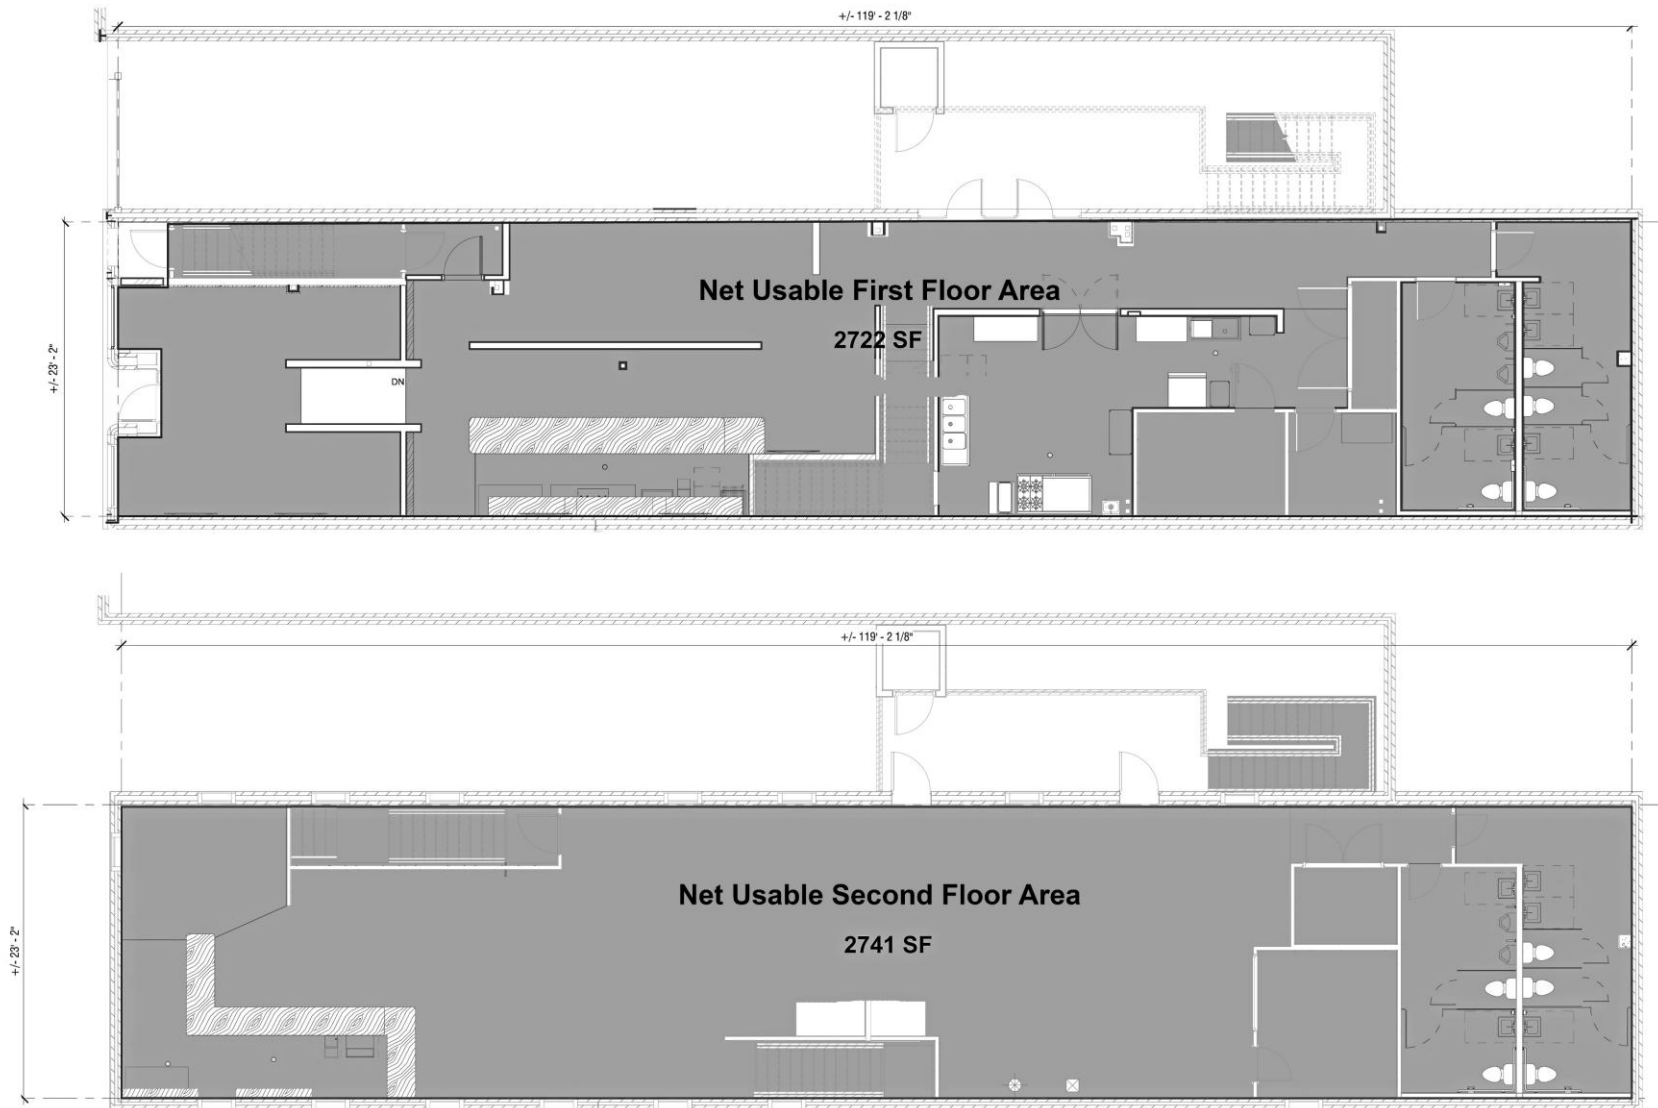 +/- 119' - 2 1/8"
+/- 23' - 2"
Net Usable First Floor Area
2722 SF
DN
+/- 119' - 2 1/8"
+/- 23' - 2"
Net Usable Second Floor Area
2741 SF